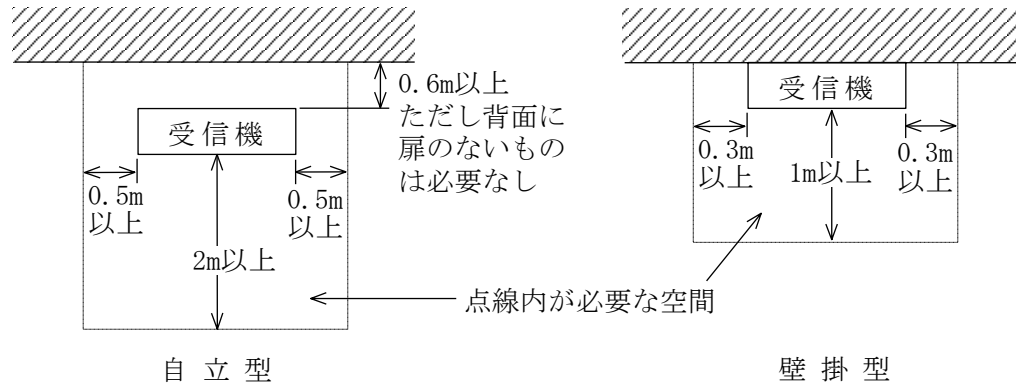 0.6m以上
ただし背面に
扉のないもの
は必要なし
受信機
0.5m
以上
0.5m
以上
2m以上
受信機
0.3m
以上
0.3m
以上
1m以上
点線内が必要な空間
自立型
壁掛型